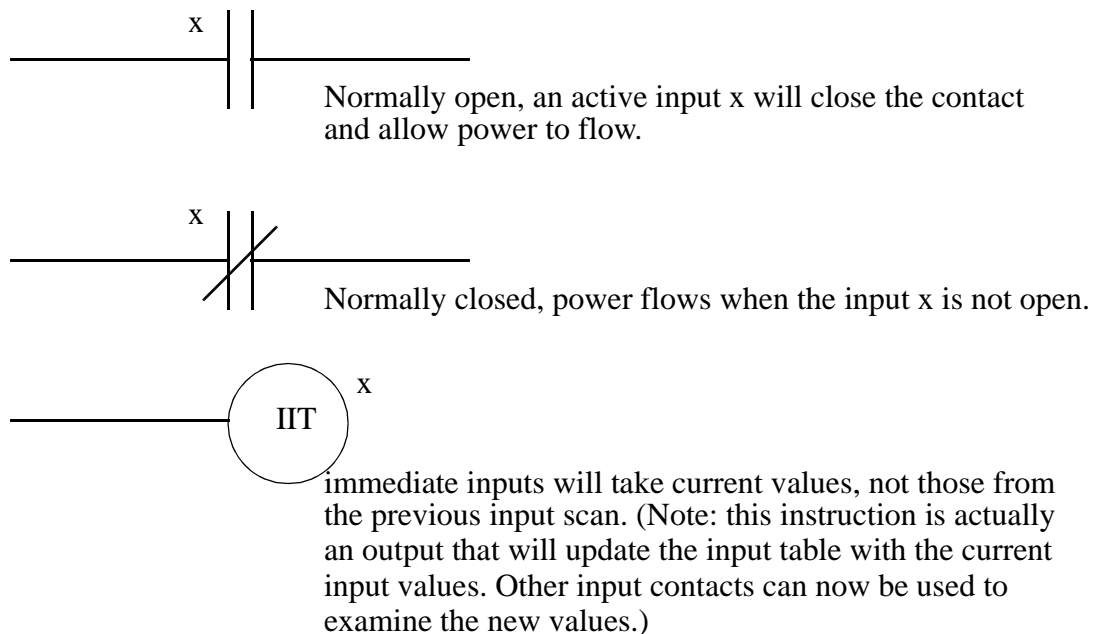 x
Normally open, an active input x will close the contact
and allow power to flow.
x
Normally closed, power flows when the input x is not open.
x
IIT
immediate inputs will take current values, not those from
the previous input scan. (Note: this instruction is actually
an output that will update the input table with the current
input values. Other input contacts can now be used to
examine the new values.)